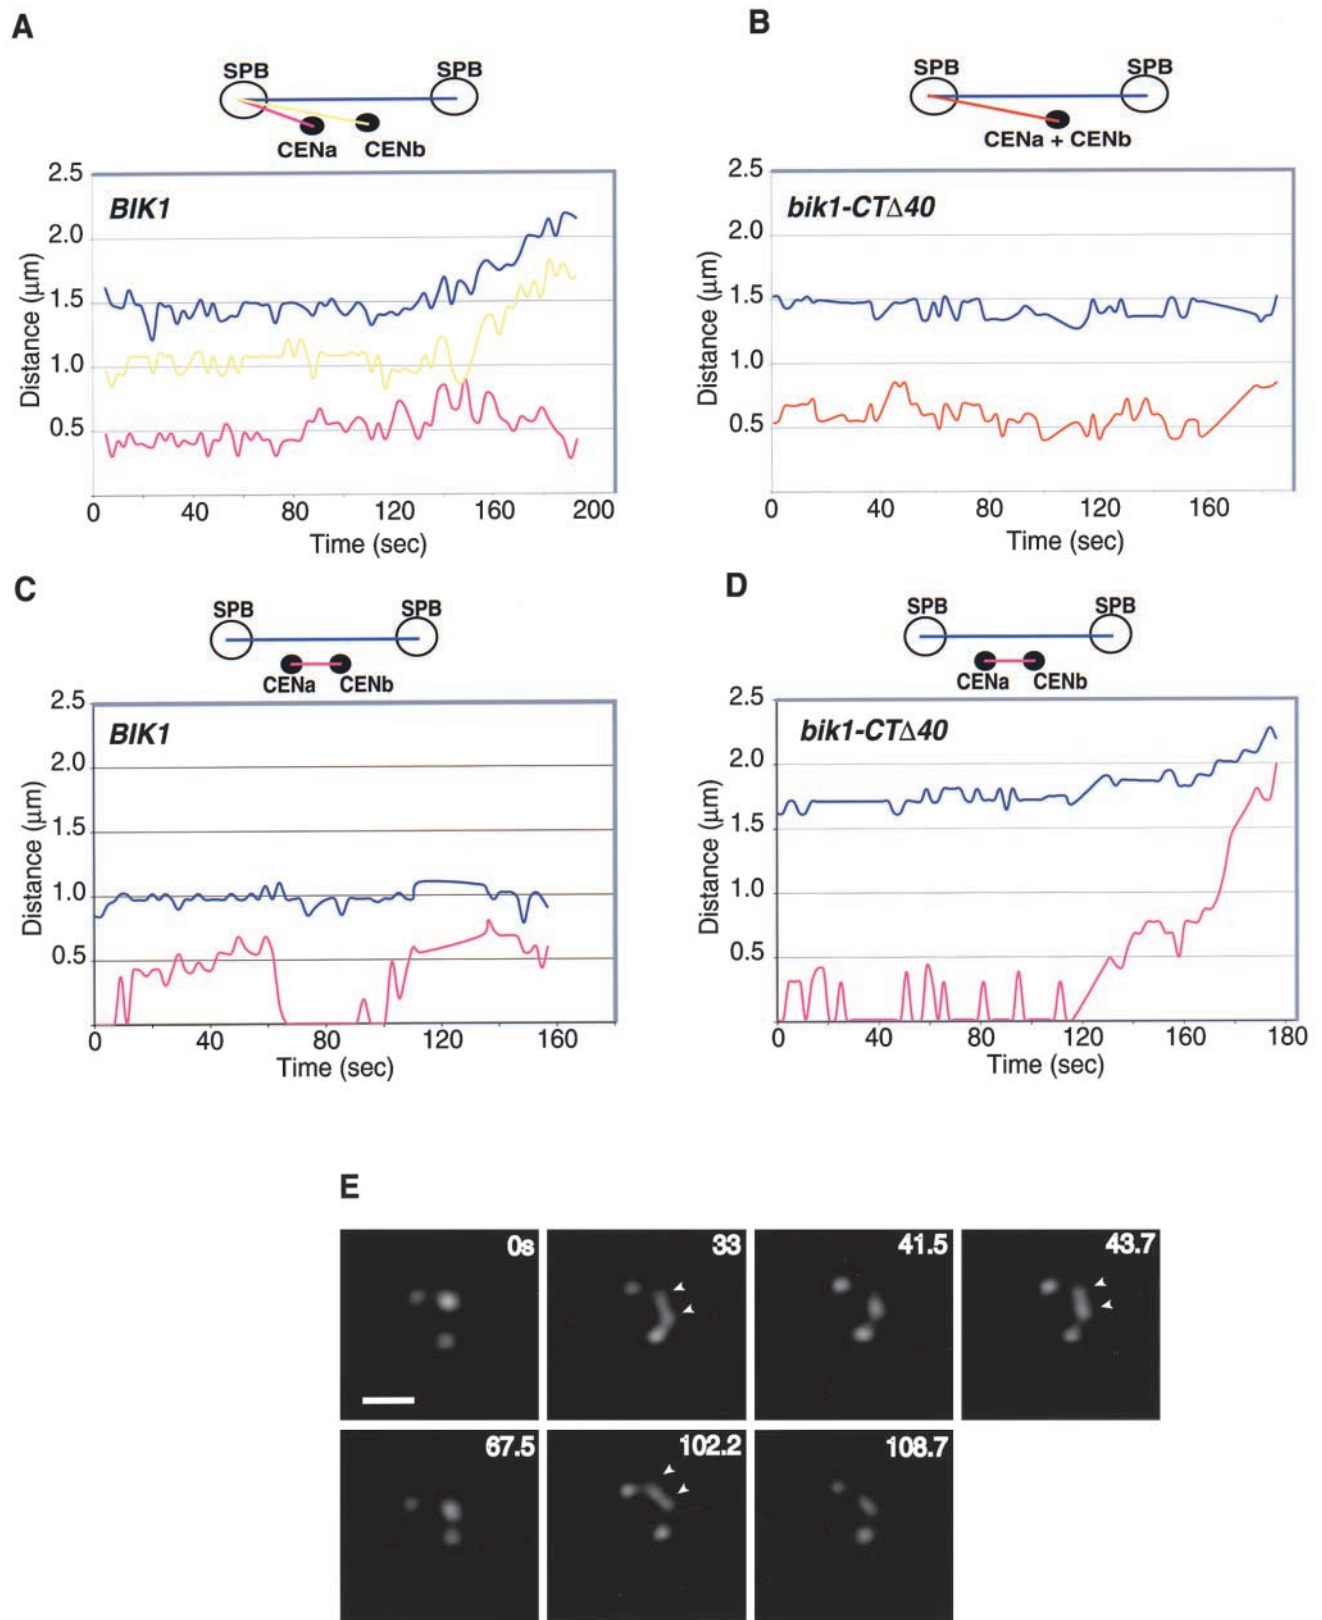 A
SPB SPB
CENa CENb
2.5
2.0
1.5
1.0
0.5
BIK1
Distance (μm)
0 40 80 120 160 200
Time (sec)
B
SPB SPB
CENa + CENb
2.5
2.0
1.5
1.0
0.5
bik1-CTΔ40
Distance (μm)
0 40 80 120 160
Time (sec)
C
SPB SPB
CENa CENb
2.5
2.0
1.5
1.0
0.5
BIK1
Distance (μm)
0 40 80 120 160
Time (sec)
D
SPB SPB
CENa CENb
2.5
2.0
1.5
1.0
0.5
bik1-CTΔ40
Distance (μm)
0 40 80 120 160 180
Time (sec)
E
0s 33 41.5 43.7
67.5 102.2 108.7